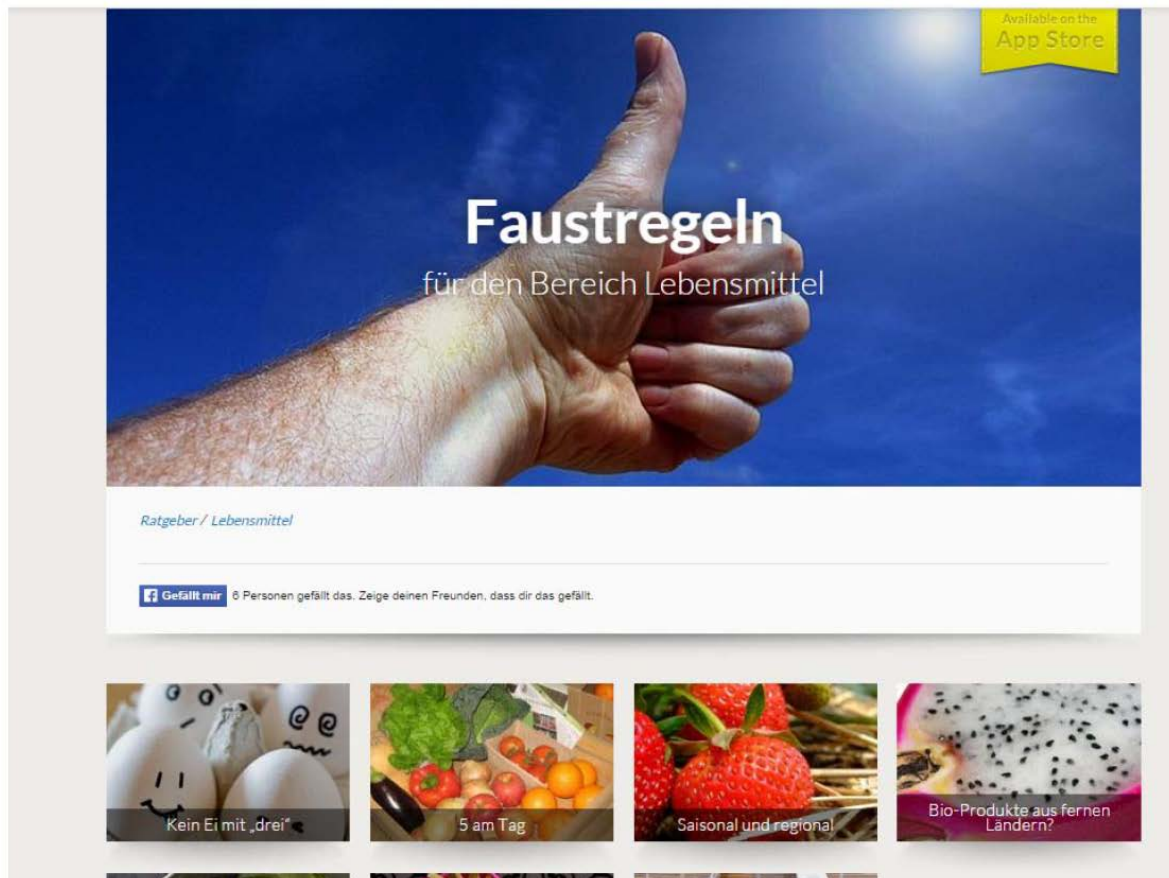 Available on the
App Store
Faustregeln
für den Bereich Lebensmittel
Ratgeber / Lebensmittel
Gefällt mir 6 Personen gefällt das. Zeige deinen Freunden, dass dir das gefällt.
Kein Ei mit „drei“
5 am Tag
Saisonal und regional
Bio-Produkte aus fernen
Ländern?